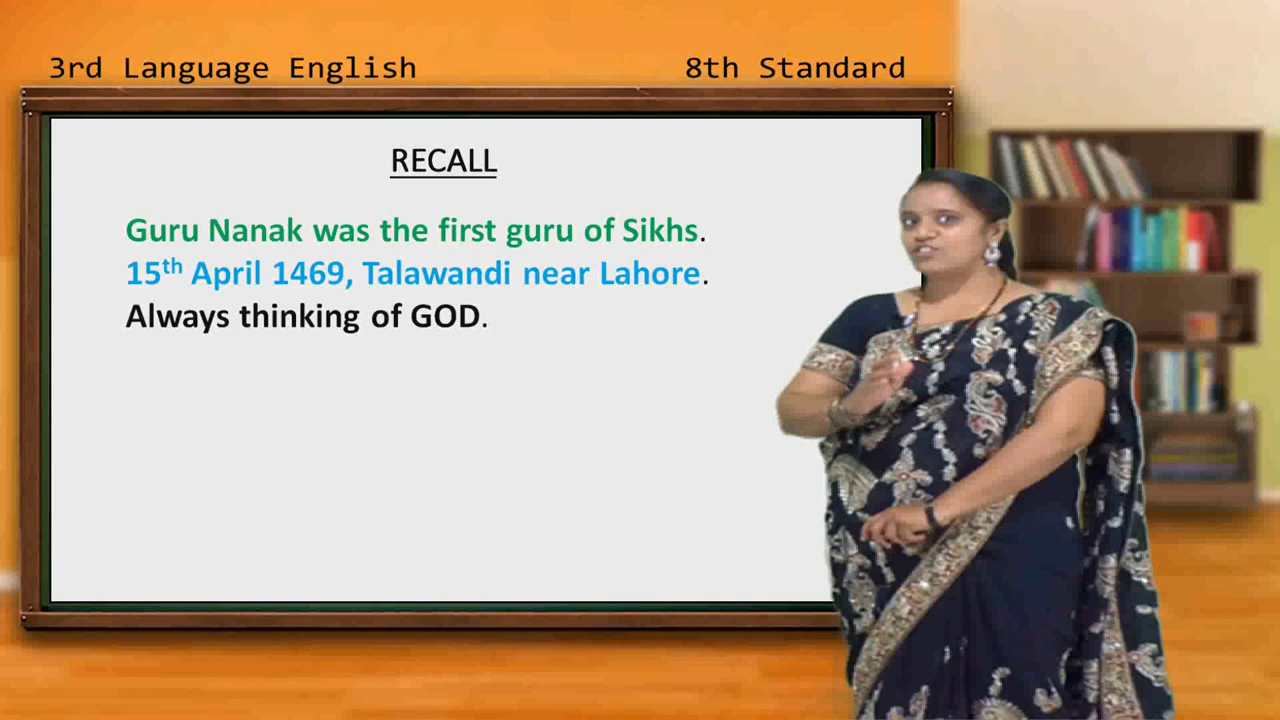 3rd Language English
8th Standard
RECALL
Guru Nanak was the first guru of Sikhs.
15th April 1469, Talawandi near Lahore.
Always thinking of GOD.